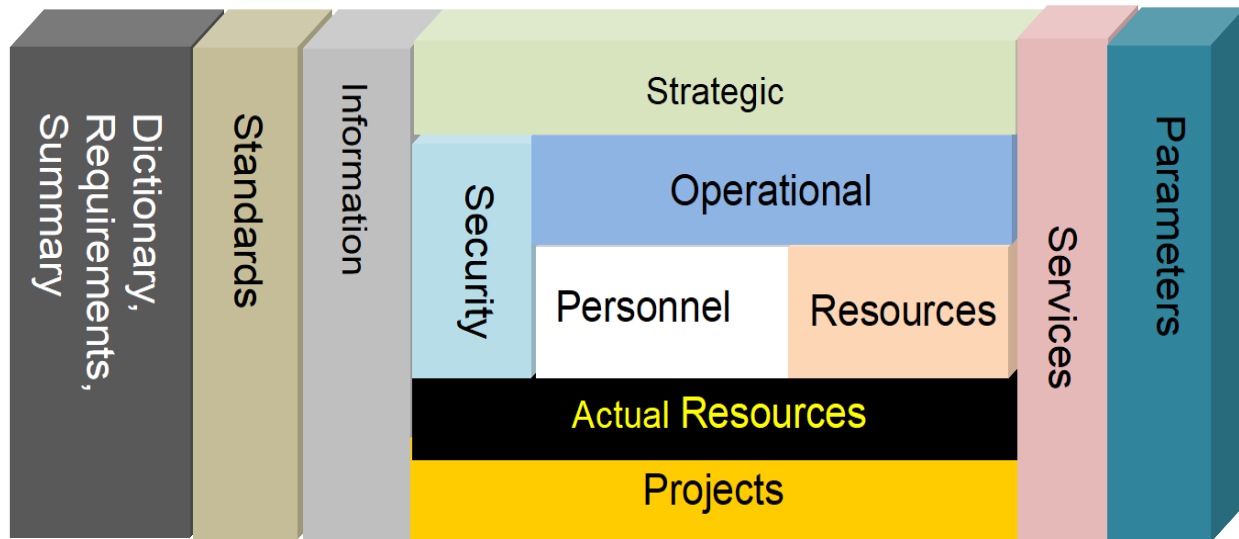 Dictionary,
Requirements,
Summary
Standards
Information
Strategic
Security
Operational
Personnel
Resources
Actual Resources
Projects
Services
Parameters